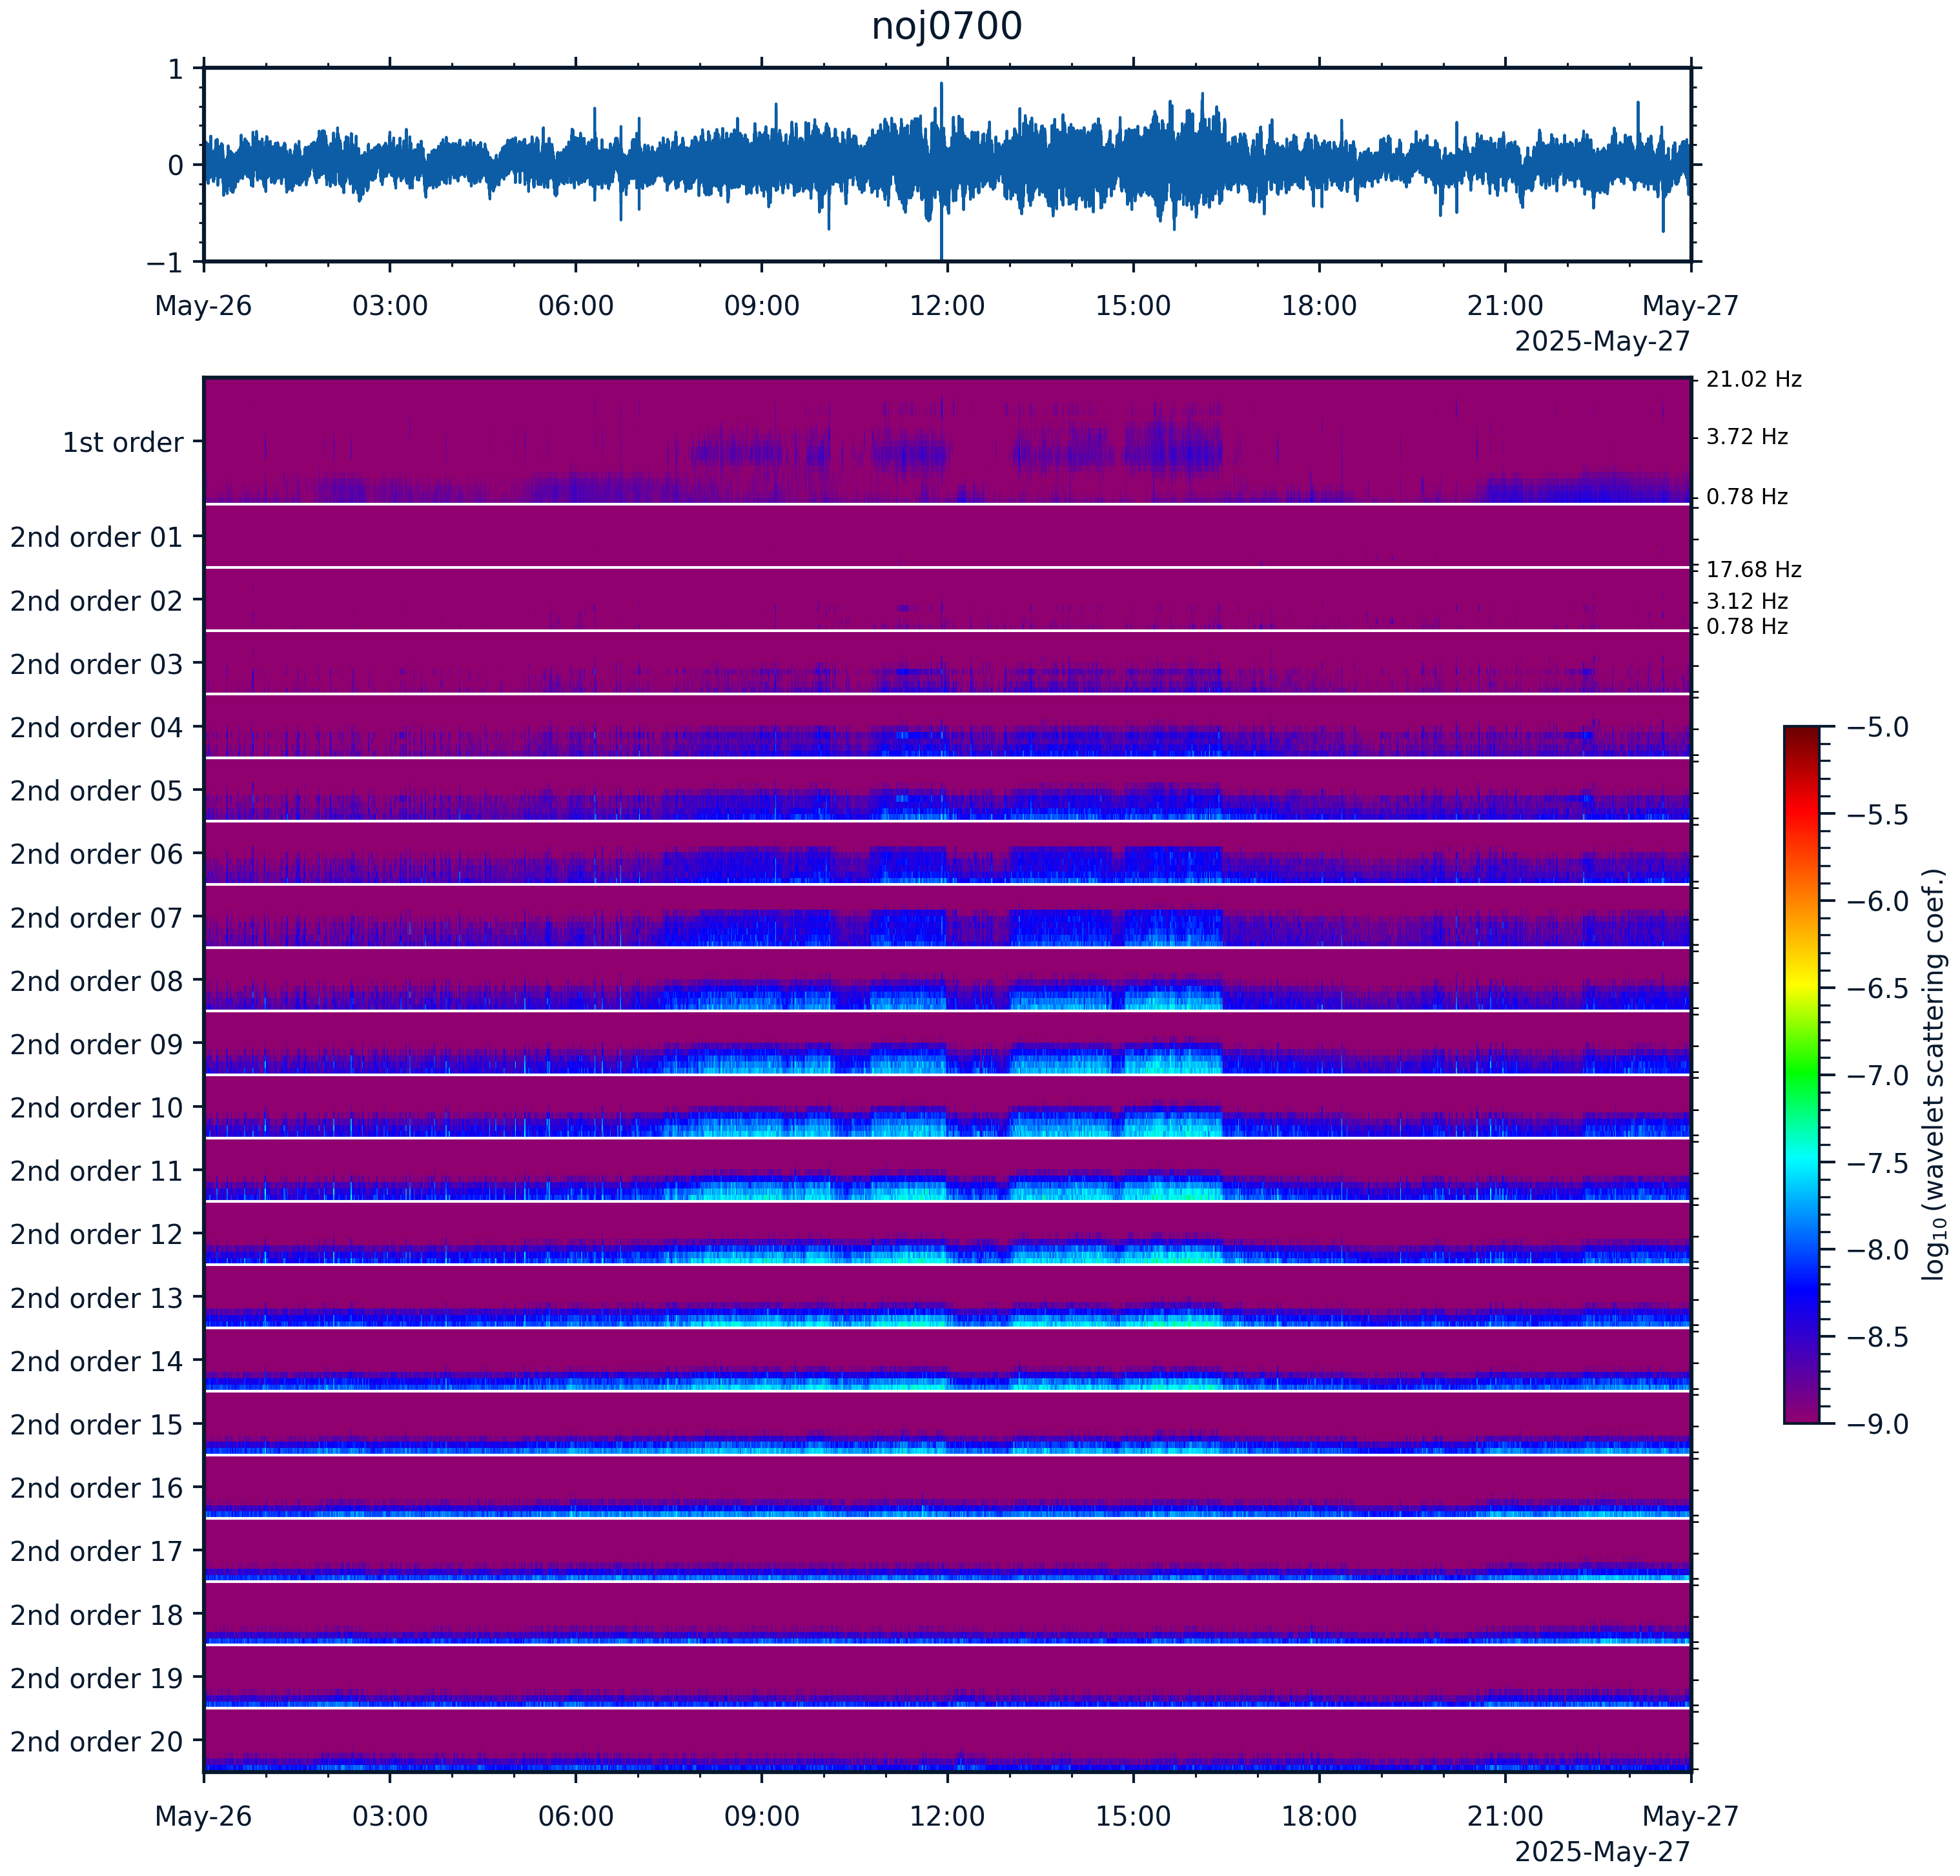 noj0700
1
0
−1
May-26 03:00 06:00 09:00 12:00 15:00 18:00 21:00 May-27
2025-May-27
21.02 Hz
1st order 3.72 Hz
0.78 Hz
2nd order 01
17.68 Hz
2nd order 02 3.12 Hz
0.78 Hz
2nd order 03
2nd order 04 −5.0
2nd order 05 −5.5
2nd order 06 −6.0
2nd order 07
2nd order 08 −6.5
2nd order 09 −7.0
2nd order 10
2nd order 11 −7.5
2nd order 12 −8.0
2nd order 13 −8.5
2nd order 14
2nd order 15 −9.0
log10(wavelet scattering coef.)
2nd order 16
2nd order 17
2nd order 18
2nd order 19
2nd order 20
May-26 03:00 06:00 09:00 12:00 15:00 18:00 21:00 May-27
2025-May-27